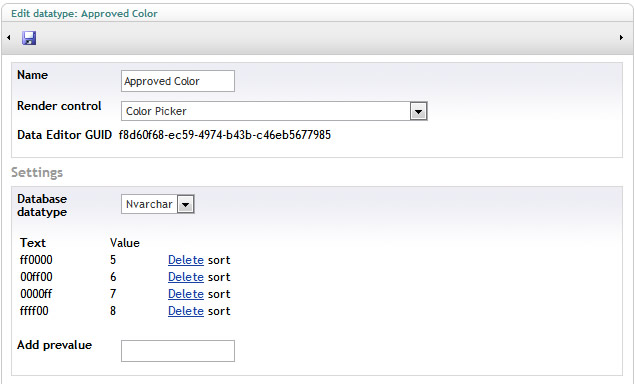 Edit datatype: Approved Color
Name Approved Color
Render control Color Picker
Data Editor GUID f8d60f68-ec59-4974-b43b-c46eb5677985
Settings
Database
datatype Nvarchar
Text Value
ff0000 5 Delete sort
00ff00 6 Delete sort
0000ff 7 Delete sort
ffff00 8 Delete sort
Add prevalue